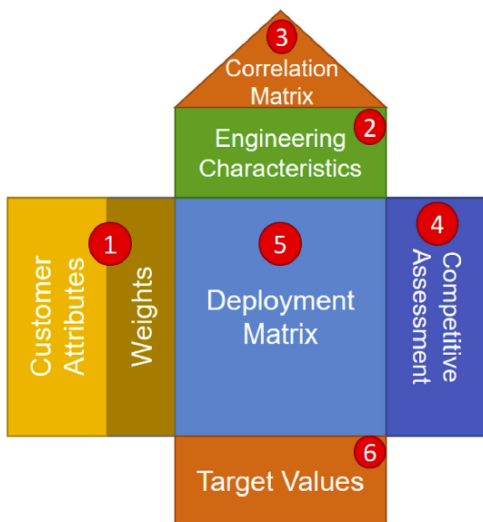 3
Correlation
Matrix
2
Engineering
Characteristics
1
Customer
Attributes
Weights
5
Deployment
Matrix
4
Competitive
Assessment
6
Target Values